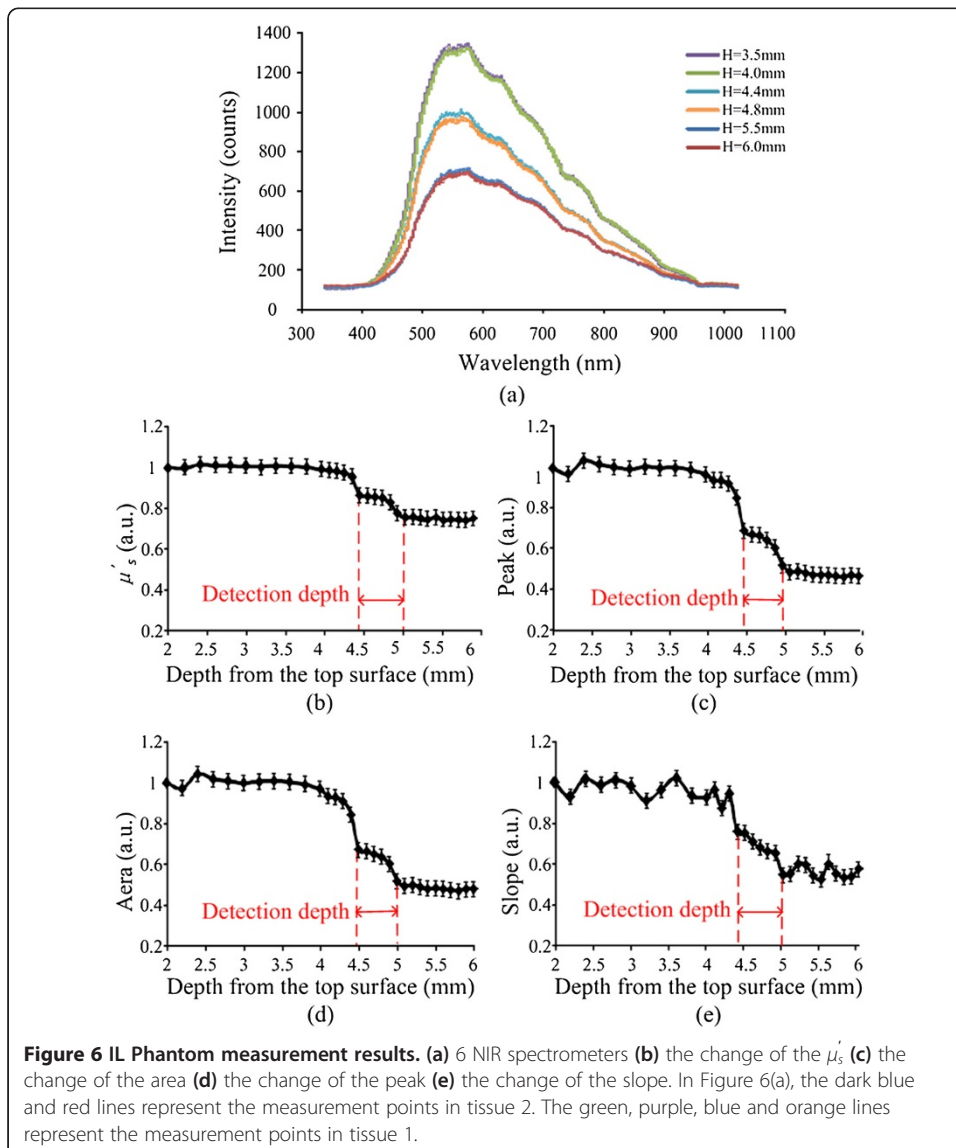 1400
1200
1000
800
600
400
200
0
Intensity (counts)
H=3.5mm
H=4.0mm
H=4.4mm
H=4.8mm
H=5.5mm
H=6.0mm
300 400 500 600 700 800 900 1000 1100
Wavelength (nm)
(a)
1.2
1
0.8
0.6
0.4
0.2
μ's (a.u.)
Detection depth
2 2.5 3 3.5 4 4.5 5 5.5 6
Depth from the top surface (mm)
(b)
1.2
1
0.8
0.6
0.4
0.2
Peak (a.u.)
Detection depth
2 2.5 3 3.5 4 4.5 5 5.5 6
Depth from the top surface (mm)
(c)
1.2
1
0.8
0.6
0.4
0.2
Aera (a.u.)
Detection depth
2 2.5 3 3.5 4 4.5 5 5.5 6
Depth from the top surface (mm)
(d)
1.2
1
0.8
0.6
0.4
0.2
Slope (a.u.)
Detection depth
2 2.5 3 3.5 4 4.5 5 5.5 6
Depth from the top surface (mm)
(e)
Figure 6 IL Phantom measurement results. (a) 6 NIR spectrometers (b) the change of the μ's (c) the
change of the area (d) the change of the peak (e) the change of the slope. In Figure 6(a), the dark blue
and red lines represent the measurement points in tissue 2. The green, purple, blue and orange lines
represent the measurement points in tissue 1.